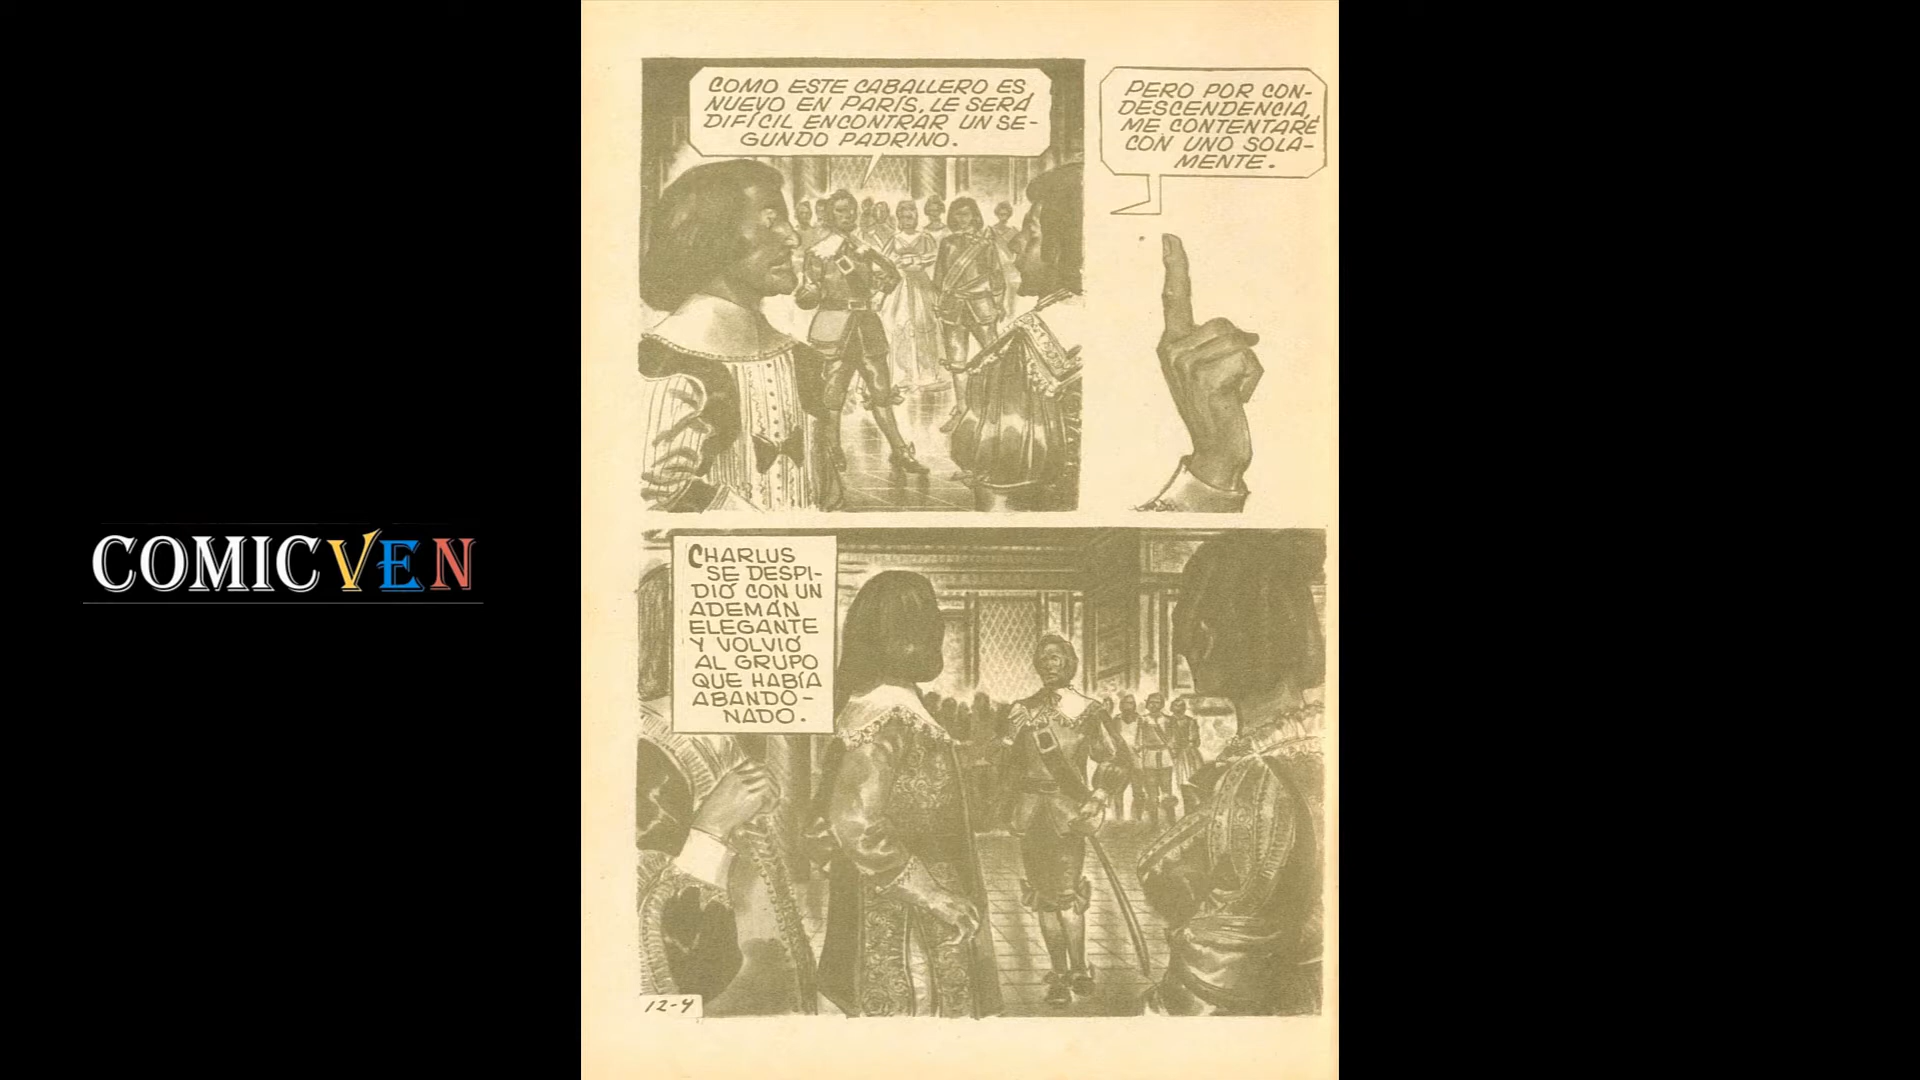 COMO ESTE CABALLERO ES
NUEVO EN PARÍS, LE SERÁ
DIFÍCIL ENCONTRAR UN SE-
GUNDO PADRINO.
PERO POR CON-
DESCENDENCIA,
ME CONTENTARÉ
CON UNO SOLA-
MENTE.
COMICVEN
CHARLUS
SE DESPI-
DIÓ CON UN
ADEMÁN
ELEGANTE
Y VOLVIÓ
AL GRUPO
QUE HABÍA
ABANDO-
NADO.
12-4